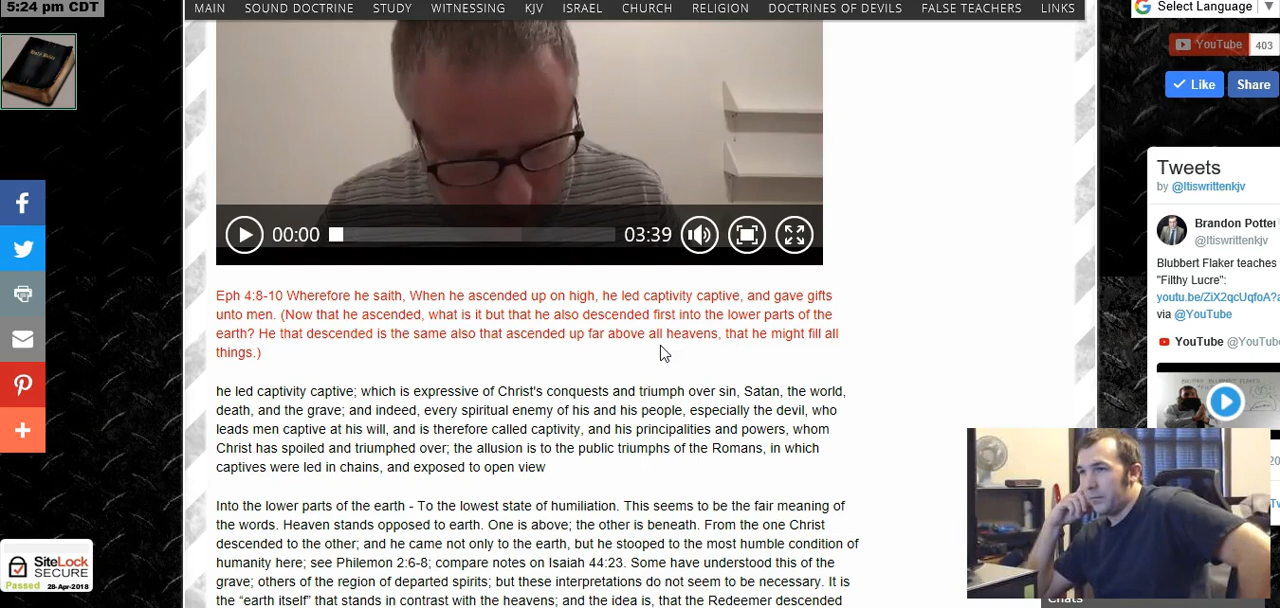 5:24 pm CDT
MAIN SOUND DOCTRINE STUDY WITNESSING KJV ISRAEL CHURCH RELIGION DOCTRINES OF DEVILS FALSE TEACHERS LINKS
Select Language
YouTube 403
Like Share
HOLY BIBLE
00:00 03:39
Tweets
by @Itiswrittenkjv
Brandon Potter
@Itiswrittenkjv
Blubbert Flaker teaches
"Filthy Lucre":
youtu.be/ZiX2qcUqfoA?a
via @YouTube
YouTube @YouTube
Eph 4:8-10 Wherefore he saith, When he ascended up on high, he led captivity captive, and gave gifts
unto men. (Now that he ascended, what is it but that he also descended first into the lower parts of the
earth? He that descended is the same also that ascended up far above all heavens, that he might fill all
things.)
he led captivity captive; which is expressive of Christ's conquests and triumph over sin, Satan, the world,
death, and the grave; and indeed, every spiritual enemy of his and his people, especially the devil, who
leads men captive at his will, and is therefore called captivity, and his principalities and powers, whom
Christ has spoiled and triumphed over; the allusion is to the public triumphs of the Romans, in which
captives were led in chains, and exposed to open view
Into the lower parts of the earth - To the lowest state of humiliation. This seems to be the fair meaning of
the words. Heaven stands opposed to earth. One is above; the other is beneath. From the one Christ
descended to the other; and he came not only to the earth, but he stooped to the most humble condition of
humanity here; see Philemon 2:6-8; compare notes on Isaiah 44:23. Some have understood this of the
grave; others of the region of departed spirits; but these interpretations do not seem to be necessary. It is
the "earth itself" that stands in contrast with the heavens; and the idea is, that the Redeemer descended
SiteLock
SECURE
Passed 28-Apr-2018
Chats